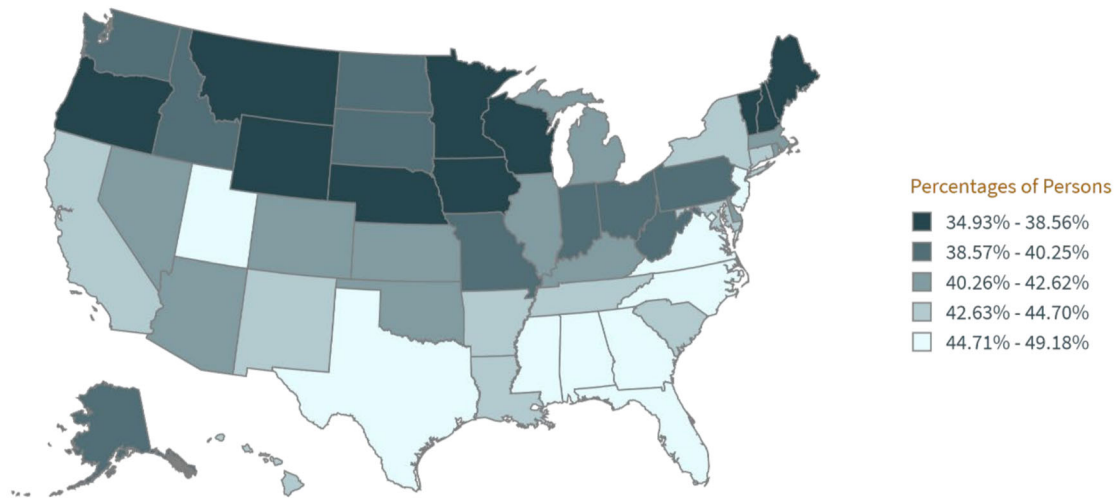 Percentages of Persons
34.93% - 38.56%
38.57% - 40.25%
40.26% - 42.62%
42.63% - 44.70%
44.71% - 49.18%